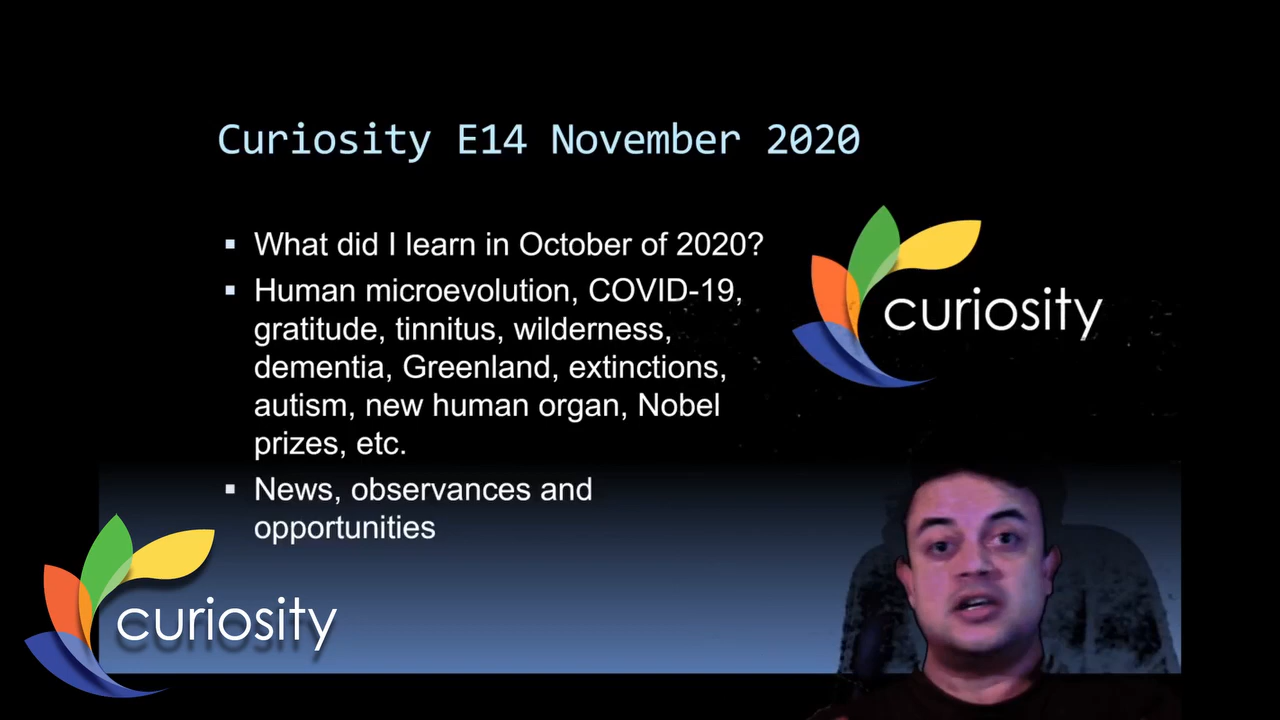 Curiosity E14 November 2020
▪ What did I learn in October of 2020?
▪ Human microevolution, COVID-19,
gratitude, tinnitus, wilderness,
dementia, Greenland, extinctions,
autism, new human organ, Nobel
prizes, etc.
▪ News, observances and
opportunities
curiosity
curiosity